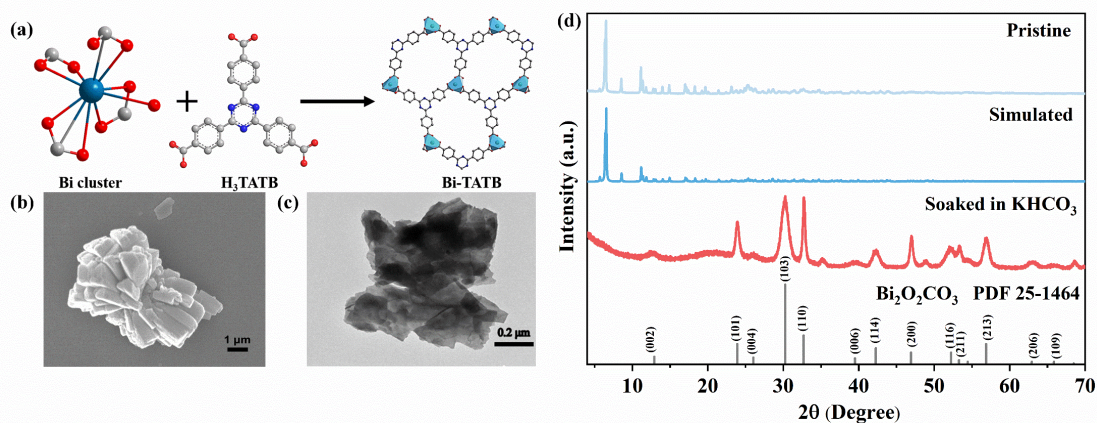 (a)
Bi cluster
H₃TATB
Bi-TATB
(b)
1 μm
(c)
0.2 μm
(d)
Intensity (a.u.)
Pristine
Simulated
Soaked in KHCO₃
Bi₂O₂CO₃ PDF 25-1464
(002)
(101)
(004)
(103)
(110)
(006)
(114)
(200)
(116)
(211)
(213)
(206)
(109)
10 20 30 40 50 60 70
2θ (Degree)